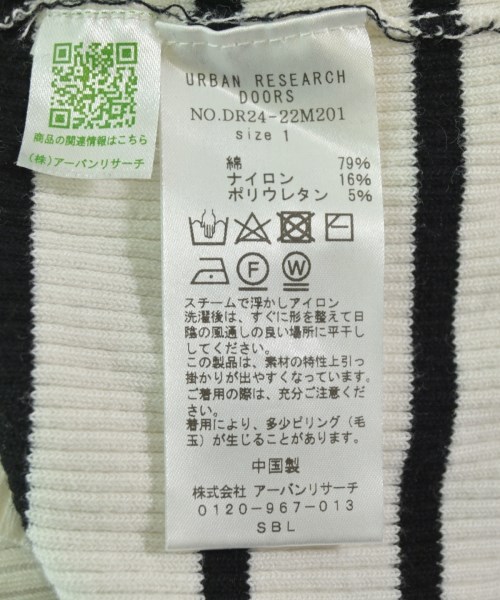 商品の関連情報はこちら
(株)アーバンリサーチ
URBAN RESEARCH
DOORS
NO.DR24-22M201
size 1
綿 79%
ナイロン 16%
ポリウレタン 5%
F W
スチームで浮かしアイロン
洗濯後は、すぐに形を整えて日
陰の風通しの良い場所に平干し
してください。
この製品は、素材の特性上引っ
掛かりが出やすくなっています。
ご着用の際は、充分ご注意くだ
さい。
着用により、多少ピリング(毛
玉)が生じることがあります。
中国製
株式会社 アーバンリサーチ
0120-967-013
SBL